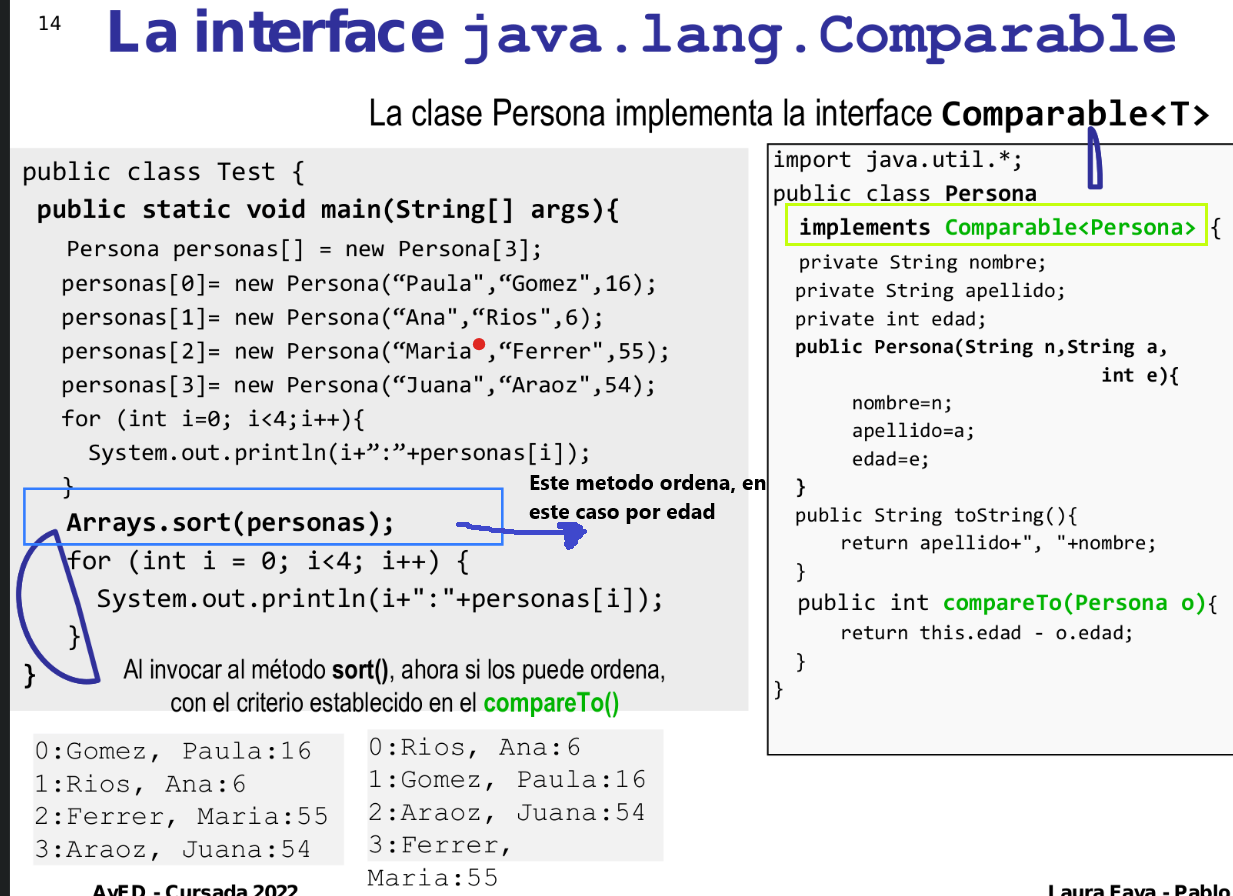 14
La interface java.lang.Comparable
La clase Persona implementa la interface Comparable<T>
public class Test {
public static void main(String[] args){
Persona personas[] = new Persona[3];
personas[0]= new Persona(“Paula","Gomez",16);
personas[1]= new Persona(“Ana",“Rios",6);
personas[2]= new Persona(“Maria",“Ferrer",55);
personas[3]= new Persona(“Juana",“Araoz",54);
for (int i=0; i<4;i++){
System.out.println(i+”:”+personas[i]);
}
Arrays.sort(personas);
for (int i = 0; i<4; i++) {
System.out.println(i+":"+personas[i]);
}
}
Este metodo ordena, en
este caso por edad
Al invocar al método sort(), ahora si los puede ordena,
con el criterio establecido en el compareTo()
import java.util.*;
public class Persona
implements Comparable<Persona> {
private String nombre;
private String apellido;
private int edad;
public Persona(String n,String a,
int e){
nombre=n;
apellido=a;
edad=e;
}
public String toString(){
return apellido+", "+nombre;
}
public int compareTo(Persona o){
return this.edad - o.edad;
}
}
0:Gomez, Paula:16
1:Rios, Ana:6
2:Ferrer, Maria:55
3:Araoz, Juana:54
0:Rios, Ana:6
1:Gomez, Paula:16
2:Araoz, Juana:54
3:Ferrer,
Maria:55
AyED - Cursada 2022
Laura Fava - Pablo